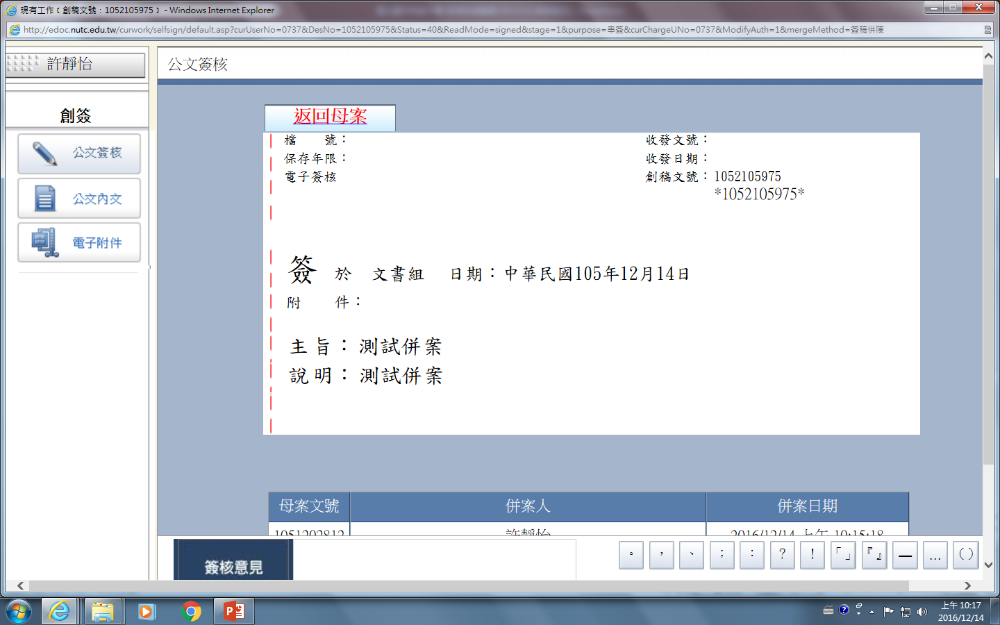 現有工作﹝創稿文號：1052105975﹞ - Windows Internet Explorer
http://edoc.nutc.edu.tw/curwork/selfsign/default.asp?curUserNo=0737&DesNo=1052105975&Status=40&ReadMode=signed&stage=1&purpose=串簽&curChargeUNo=0737&ModifyAuth=1&mergeMethod=簽稿併陳
許靜怡
公文簽核
創簽
公文簽核
公文內文
電子附件
返回母案
檔 號：
收發文號：
保存年限：
收發日期：
電子簽核
創稿文號：1052105975
*1052105975*
簽 於 文書組 日期：中華民國105年12月14日
附 件：
主旨：測試併案
說明：測試併案
母案文號 併案人 併案日期
1051202812 許靜怡 2016/12/14 上午 10:15:18
簽核意見
。 ， 、 ； ： ？ ！ 「」 『』 — … （）
上午 10:17
2016/12/14